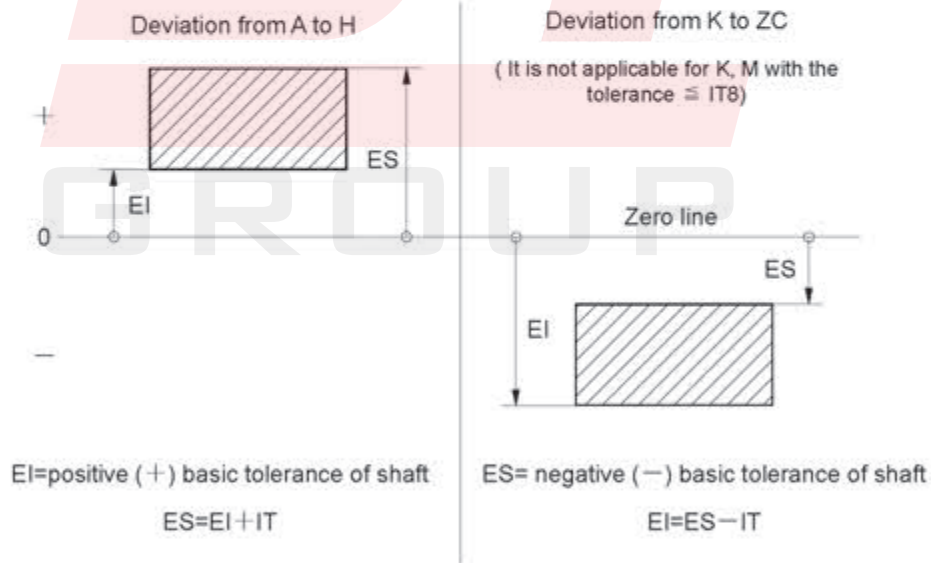 Deviation from A to H
+
ES
EI
0
—
EI=positive (+) basic tolerance of shaft
ES=EI+IT
Deviation from K to ZC
( It is not applicable for K, M with the
tolerance ≦ IT8)
Zero line
ES
EI
ES= negative (—) basic tolerance of shaft
EI=ES—IT
GROUP